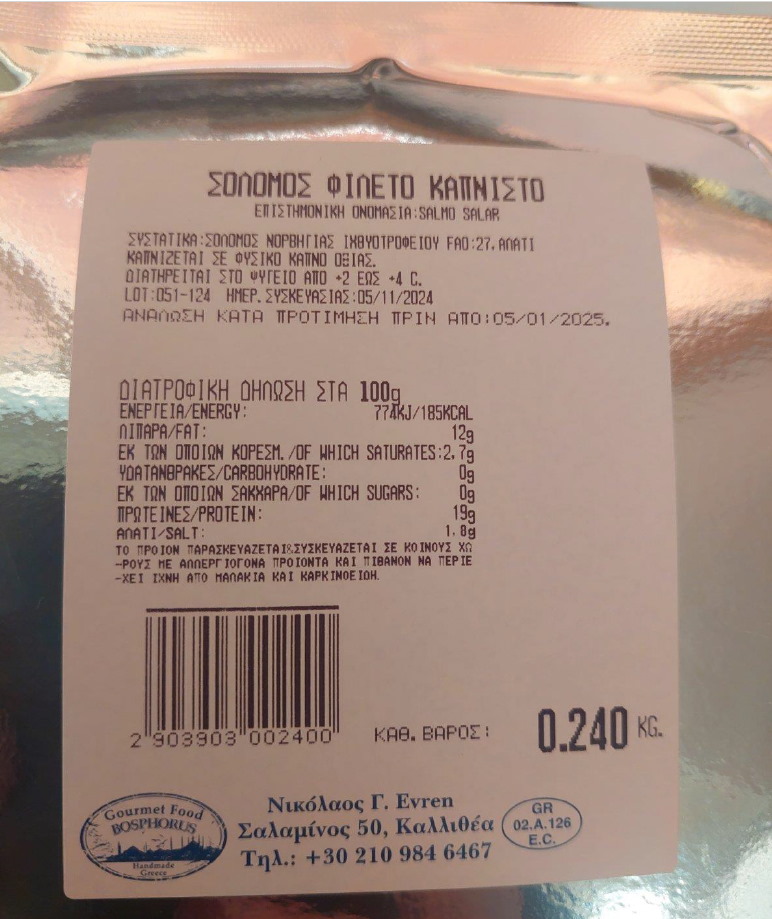 ΣΟΛΟΜΟΣ ΦΙΛΕΤΟ ΚΑΠΝΙΣΤΟ
ΕΠΙΣΤΗΜΟΝΙΚΗ ΟΝΟΜΑΣΙΑ:SALMO SALAR
ΣΥΣΤΑΤΙΚΑ:ΣΟΛΟΜΟΣ ΝΟΡΒΗΓΙΑΣ ΙΧΘΥΟΤΡΟΦΕΙΟΥ FAO:27. ΑΛΑΤΙ
ΚΑΠΝΙΖΕΤΑΙ ΣΕ ΦΥΣΙΚΟ ΚΑΠΝΟ ΟΞΙΑΣ.
ΔΙΑΤΗΡΕΙΤΑΙ ΣΤΟ ΨΥΓΕΙΟ ΑΠΟ +2 ΕΩΣ +4 C.
LOT:051-124 ΗΜΕΡ. ΣΥΣΚΕΥΑΣΙΑΣ:05/11/2024
ΑΝΑΛΩΣΗ ΚΑΤΑ ΠΡΟΤΙΜΗΣΗ ΠΡΙΝ ΑΠΟ:05/01/2025.
ΔΙΑΤΡΟΦΙΚΗ ΔΗΛΩΣΗ ΣΤΑ 100g
ΕΝΕΡΓΕΙΑ/ENERGY: 774KJ/185KCAL
ΛΙΠΑΡΑ/FAT: 12g
ΕΚ ΤΩΝ ΟΠΟΙΩΝ ΚΟΡΕΣΜ./OF WHICH SATURATES:2.7g
ΥΔΑΤΑΝΘΡΑΚΕΣ/CARBOHYDRATE: 0g
ΕΚ ΤΩΝ ΟΠΟΙΩΝ ΣΑΚΧΑΡΑ/OF WHICH SUGARS: 0g
ΠΡΩΤΕΙΝΕΣ/PROTEIN: 19g
ΑΛΑΤΙ/SALT: 1.8g
ΤΟ ΠΡΟΙΟΝ ΠΑΡΑΣΚΕΥΑΖΕΤΑΙ&ΣΥΣΚΕΥΑΖΕΤΑΙ ΣΕ ΚΟΙΝΟΥΣ ΧΩ
-ΡΟΥΣ ΜΕ ΑΛΛΕΡΓΙΟΓΟΝΑ ΠΡΟΙΟΝΤΑ ΚΑΙ ΠΙΘΑΝΟΝ ΝΑ ΠΕΡΙΕ
-ΧΕΙ ΙΧΝΗ ΑΠΟ ΜΑΛΑΚΙΑ ΚΑΙ ΚΑΡΚΙΝΟΕΙΔΗ.
2 903903 002400
ΚΑΘ. ΒΑΡΟΣ: 0.240 KG.
Gourmet Food
BOSPHORUS
Handmade
Greece
Νικόλαος Γ. Evren
Σαλαμίνος 50, Καλλιθέα
Τηλ.: +30 210 984 6467
GR
02.A.126
E.C.